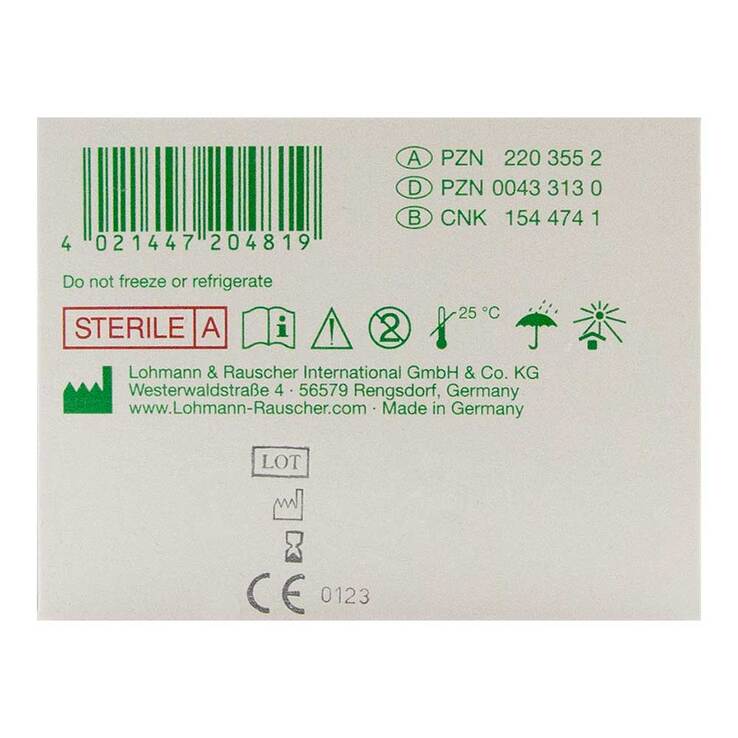 A PZN 220 355 2
D PZN 0043 313 0
B CNK 154 474 1
4 021447 204819
Do not freeze or refrigerate
STERILE A
i
2
25 °C
Lohmann & Rauscher International GmbH & Co. KG
Westerwaldstraße 4 · 56579 Rengsdorf, Germany
www.Lohmann-Rauscher.com · Made in Germany
LOT
CE 0123